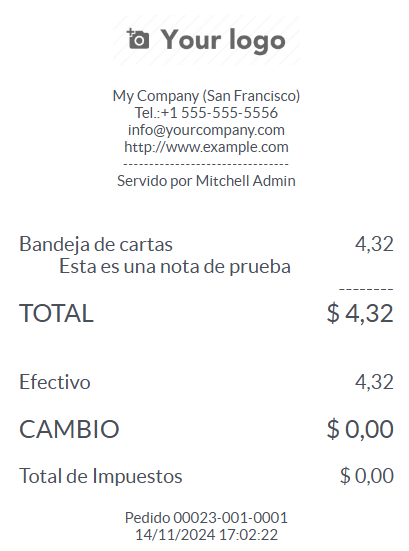 Your logo
My Company (San Francisco)
Tel.:+1 555-555-5556
info@yourcompany.com
http://www.example.com
--------------------------------
Servido por Mitchell Admin
Bandeja de cartas 4,32
Esta es una nota de prueba
--------
TOTAL $ 4,32
Efectivo 4,32
CAMBIO $ 0,00
Total de Impuestos $ 0,00
Pedido 00023-001-0001
14/11/2024 17:02:22